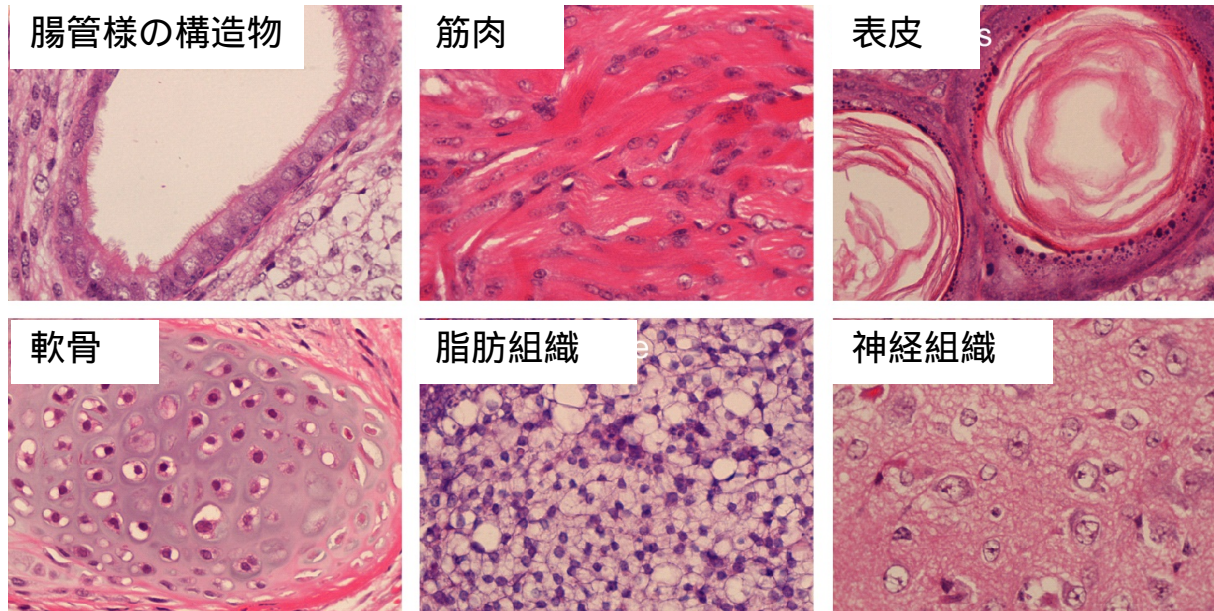 腸管様の構造物
筋肉
表皮 s
軟骨
脂肪組織 e
神経組織